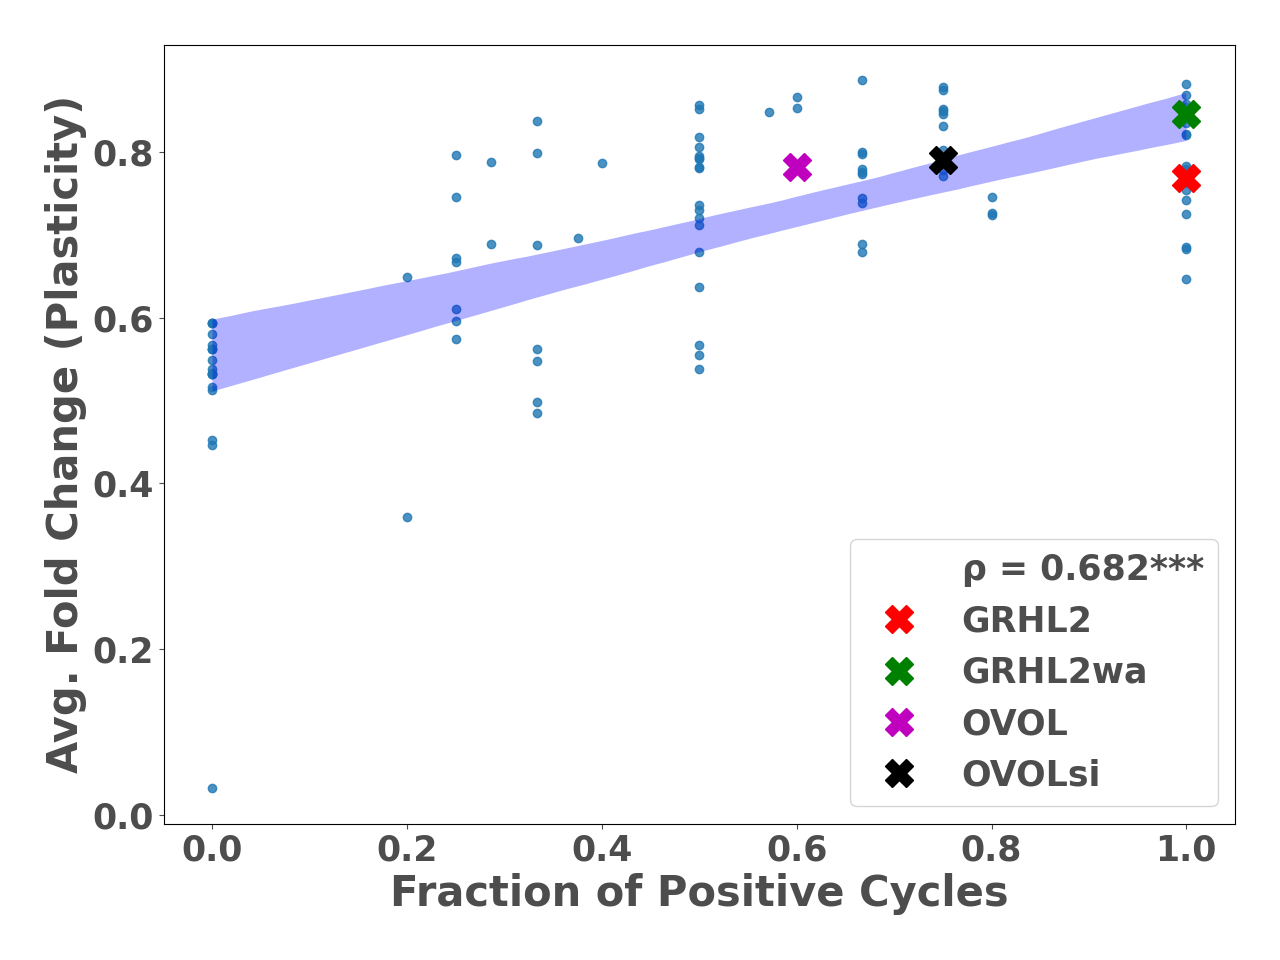 Avg. Fold Change (Plasticity)
0.8
0.6
0.4
0.2
0.0
ρ = 0.682***
GRHL2
GRHL2wa
OVOL
OVOLsi
0.0 0.2 0.4 0.6 0.8 1.0
Fraction of Positive Cycles